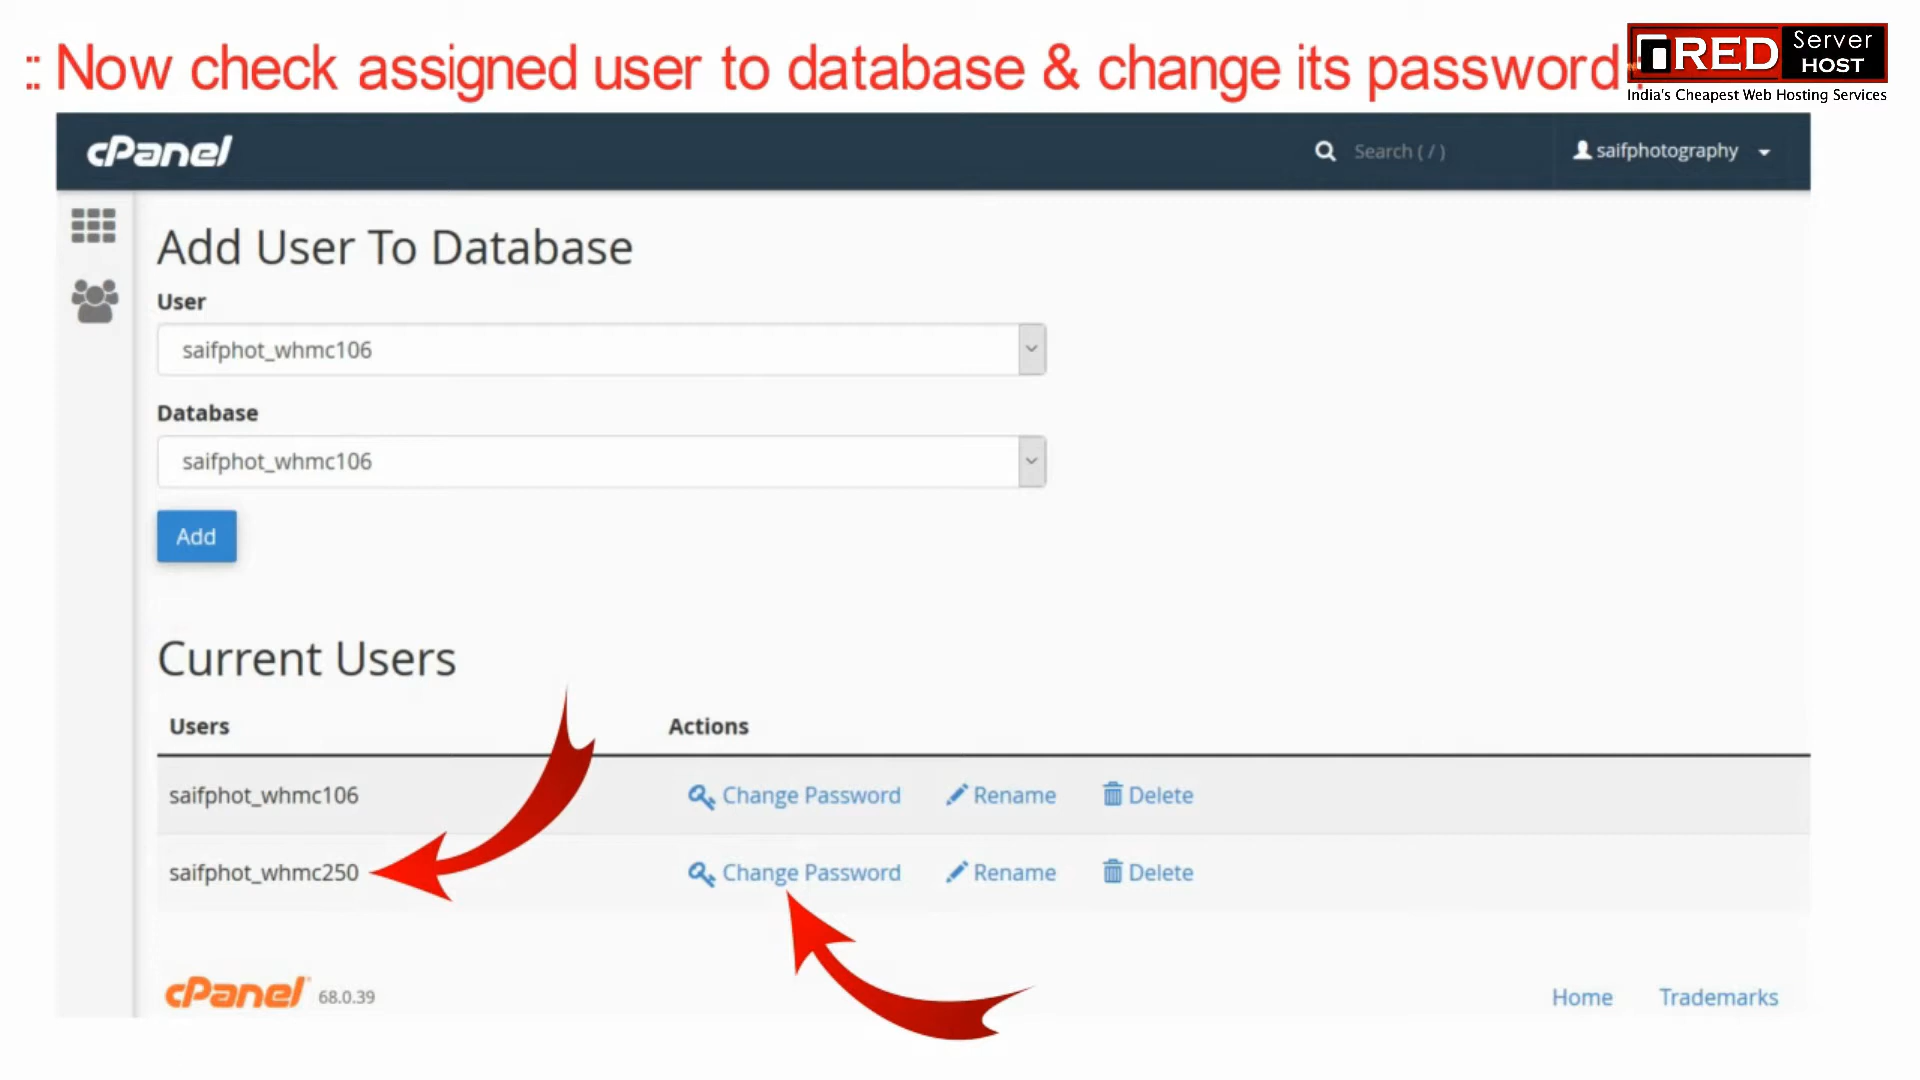 :: Now check assigned user to database & change its password
RED Server HOST
India's Cheapest Web Hosting Services
cPanel
Search ( / )
saifphotography
Add User To Database
User
saifphot_whmc106
Database
saifphot_whmc106
Add
Current Users
Users Actions
saifphot_whmc106 Change Password Rename Delete
saifphot_whmc250 Change Password Rename Delete
cPanel 68.0.39
Home Trademarks